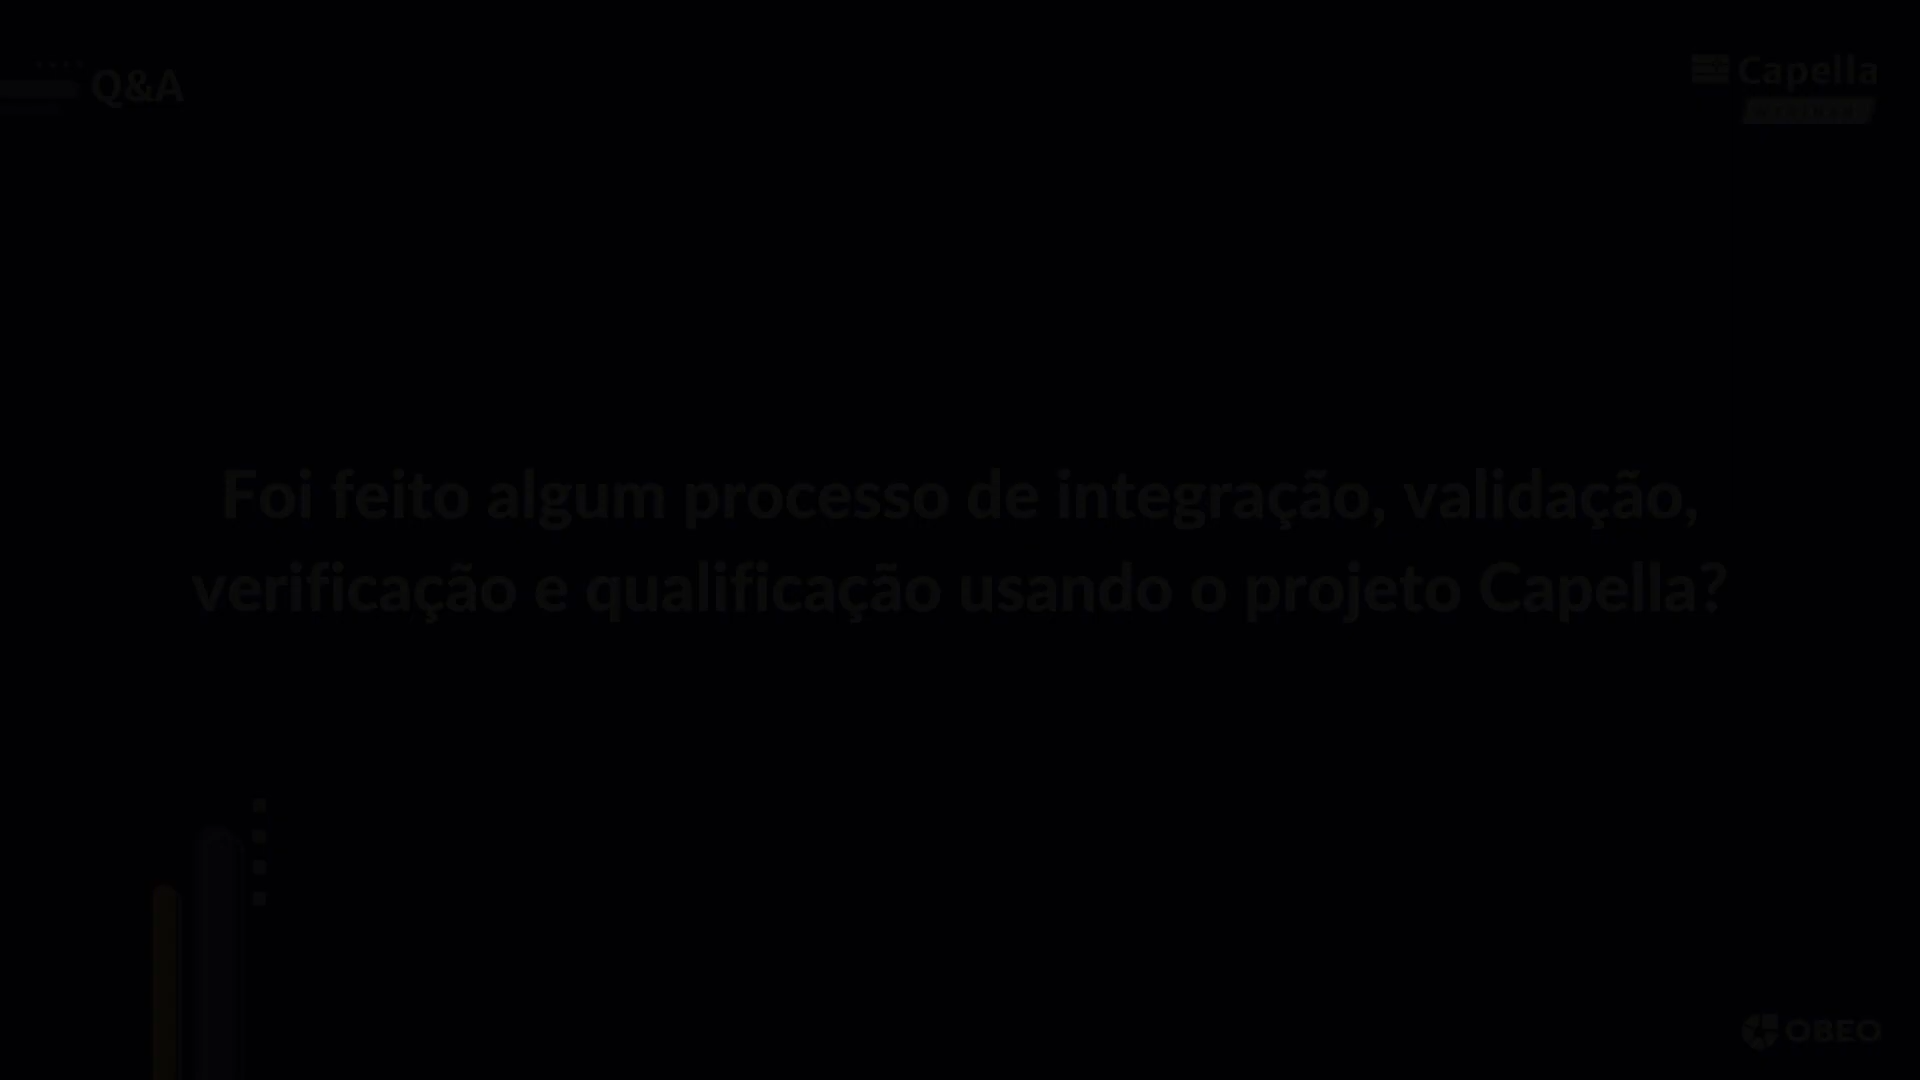 Q&A
Capella
Foi feito algum processo de integração, validação,
verificação e qualificação usando o projeto Capella?
OBEO